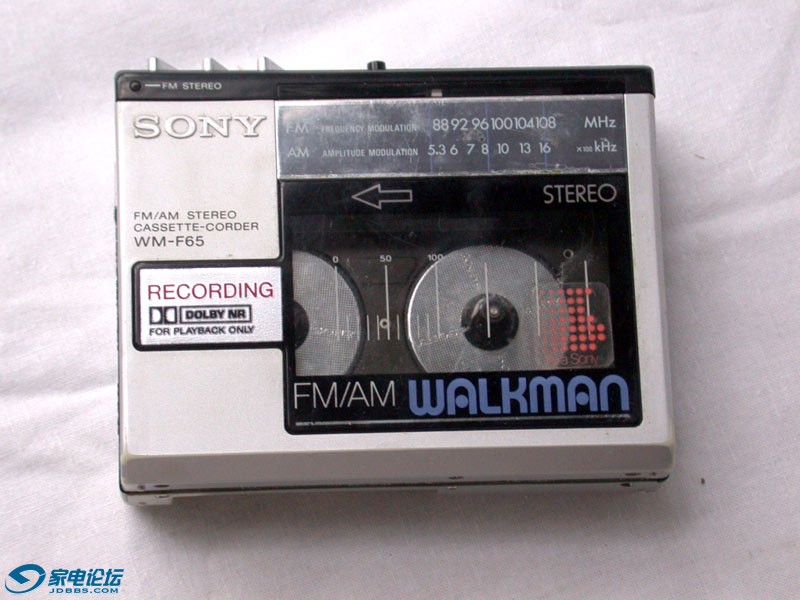 FM STEREO
SONY
FM FREQUENCY MODULATION 88 92 96 100 104 108 MHz
AM AMPLITUDE MODULATION 5.3 6 7 8 10 13 16 ×100 kHz
STEREO
FM/AM STEREO
CASSETTE-CORDER
WM-F65
0 50 100
RECORDING
DOLBY NR
FOR PLAYBACK ONLY
Sony
FM/AM WALKMAN
家电论坛
JDBBS.COM